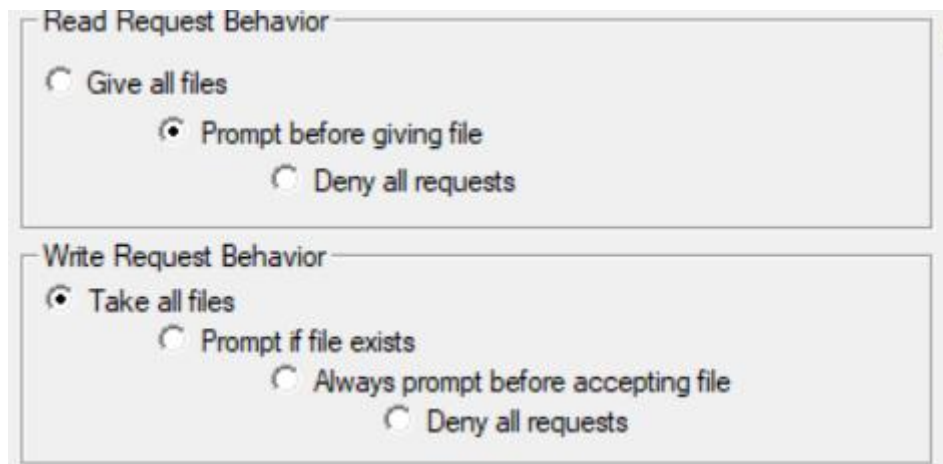 Read Request Behavior
Give all files
Prompt before giving file
Deny all requests
Write Request Behavior
Take all files
Prompt if file exists
Always prompt before accepting file
Deny all requests